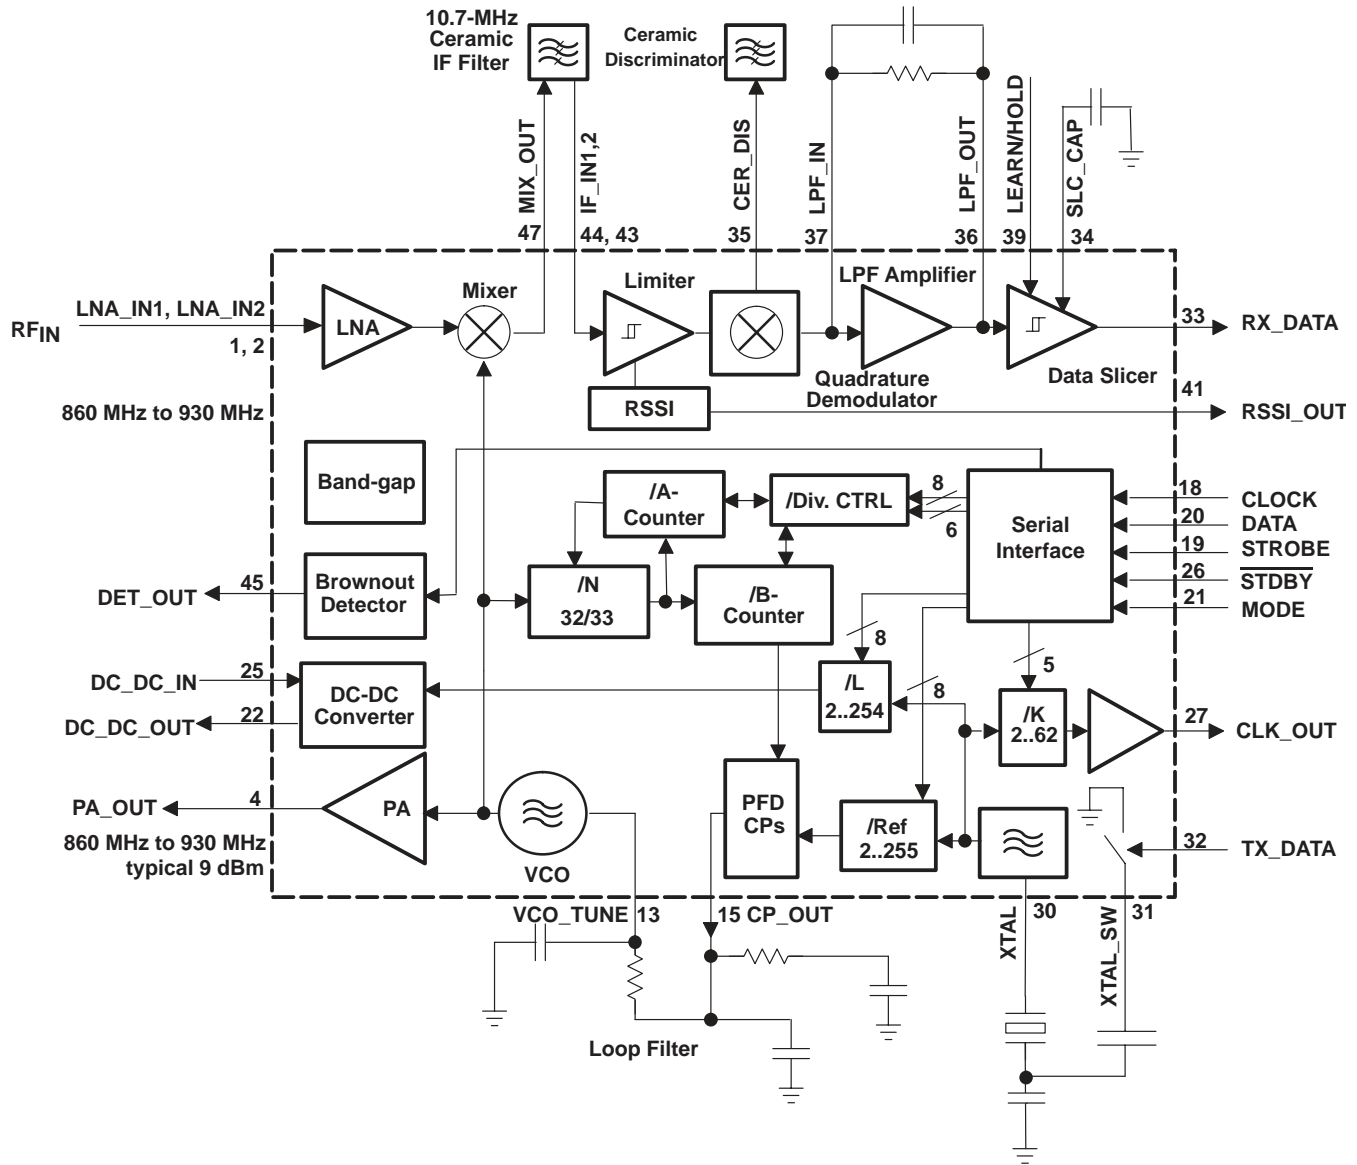 10.7-MHz
Ceramic
IF Filter
Ceramic
Discriminator
MIX_OUT
IF_IN1,2
CER_DIS
LPF_IN
LPF_OUT
LEARN/HOLD
SLC_CAP
47
44, 43
35
37
36
39
34
LNA_IN1, LNA_IN2
RFIN
1, 2
LNA
Mixer
Limiter
LPF Amplifier
33
RX_DATA
Quadrature
Demodulator
Data Slicer
RSSI
41
RSSI_OUT
860 MHz to 930 MHz
Band-gap
/A-
Counter
/Div. CTRL
8
6
Serial
Interface
18
CLOCK
20
DATA
19
STROBE
26
STDBY
21
MODE
45
DET_OUT
Brownout
Detector
/N
32/33
/B-
Counter
8
5
8
25
DC_DC_IN
22
DC_DC_OUT
DC-DC
Converter
/L
2..254
/K
2..62
27
CLK_OUT
4
PA_OUT
PA
860 MHz to 930 MHz
typical 9 dBm
VCO
PFD
CPs
/Ref
2..255
32
TX_DATA
VCO_TUNE 13
15 CP_OUT
30
31
XTAL
XTAL_SW
Loop Filter